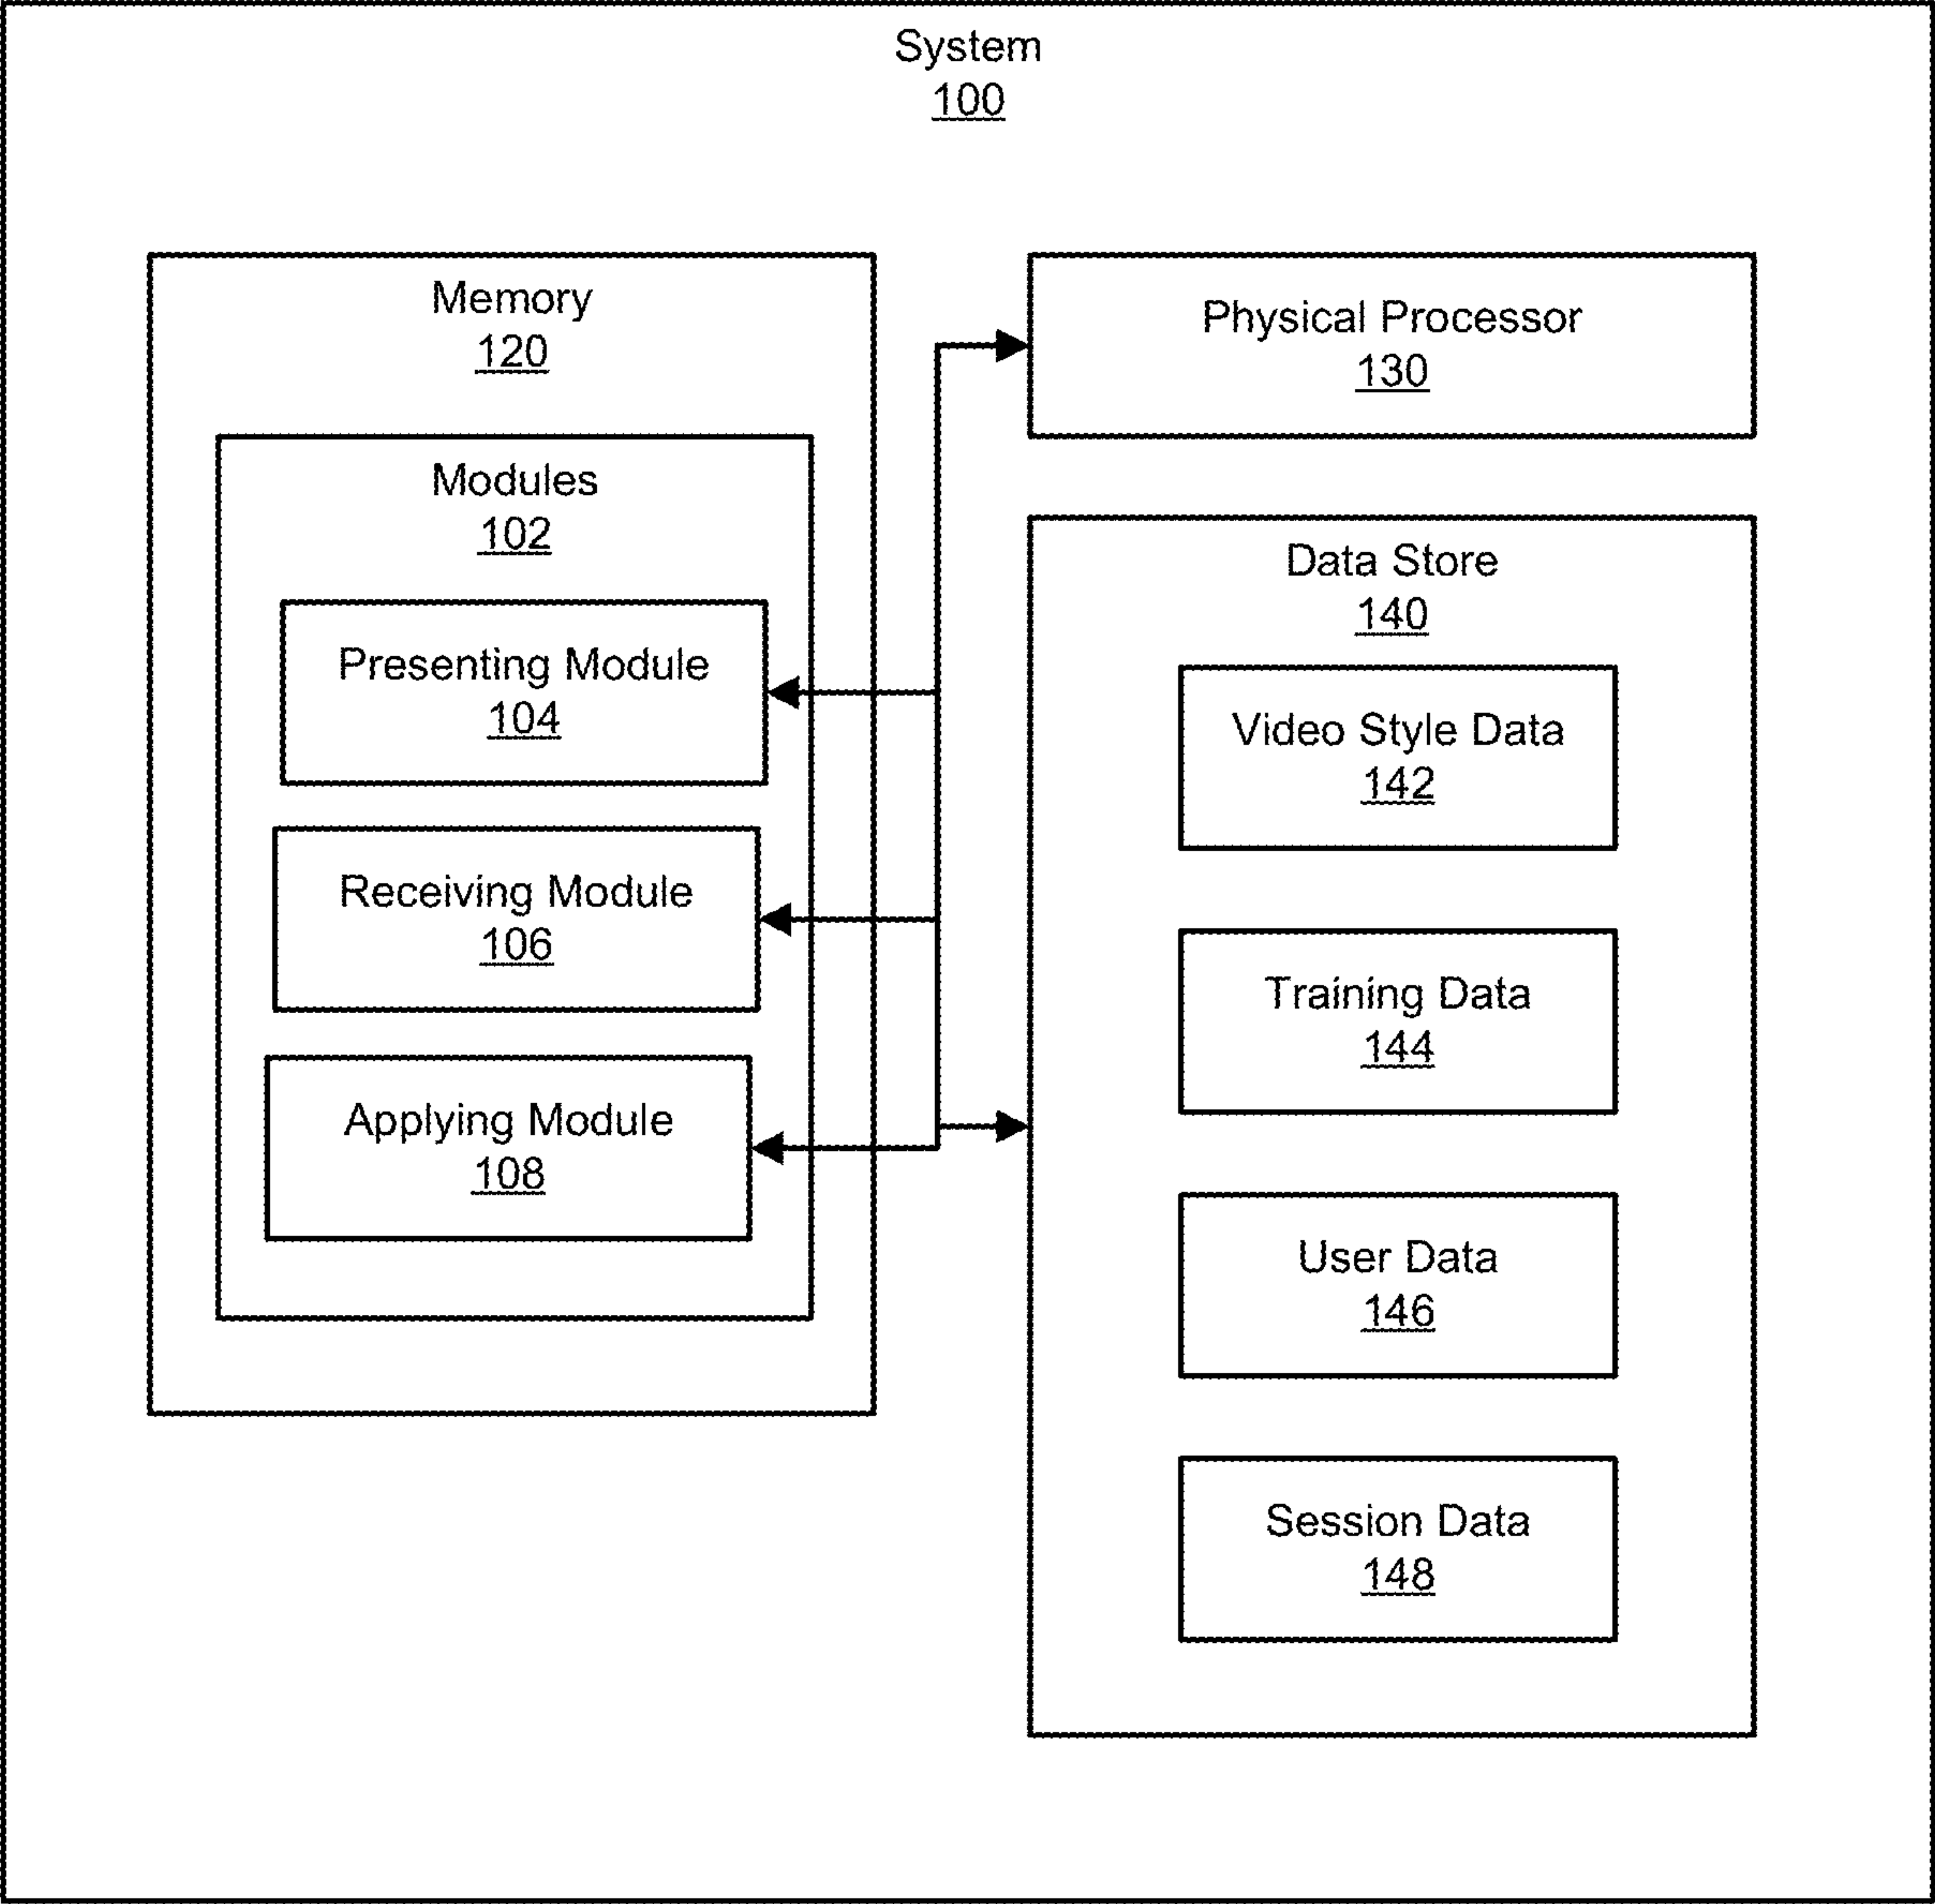 System
100
Memory
120
Modules
102
Presenting Module
104
Receiving Module
106
Applying Module
108
Physical Processor
130
Data Store
140
Video Style Data
142
Training Data
144
User Data
146
Session Data
148